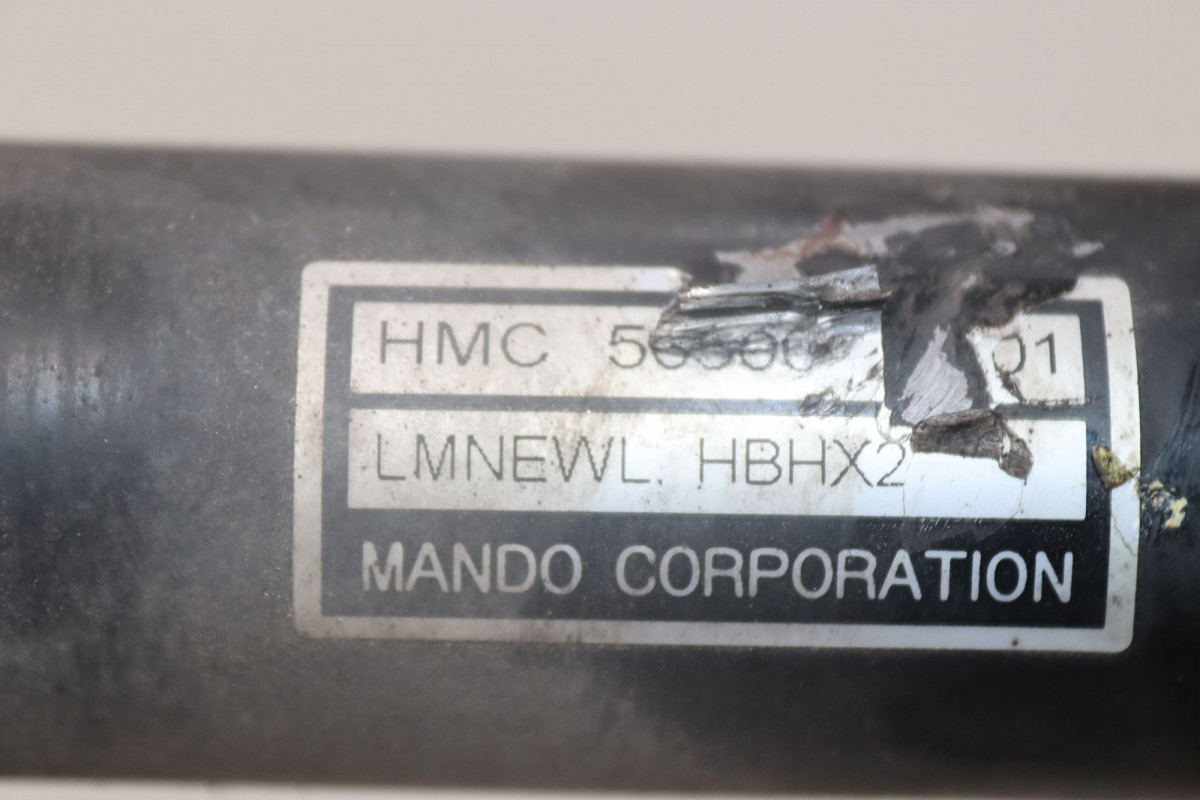 HMC
LMNEWL. HBHX2
MANDO CORPORATION